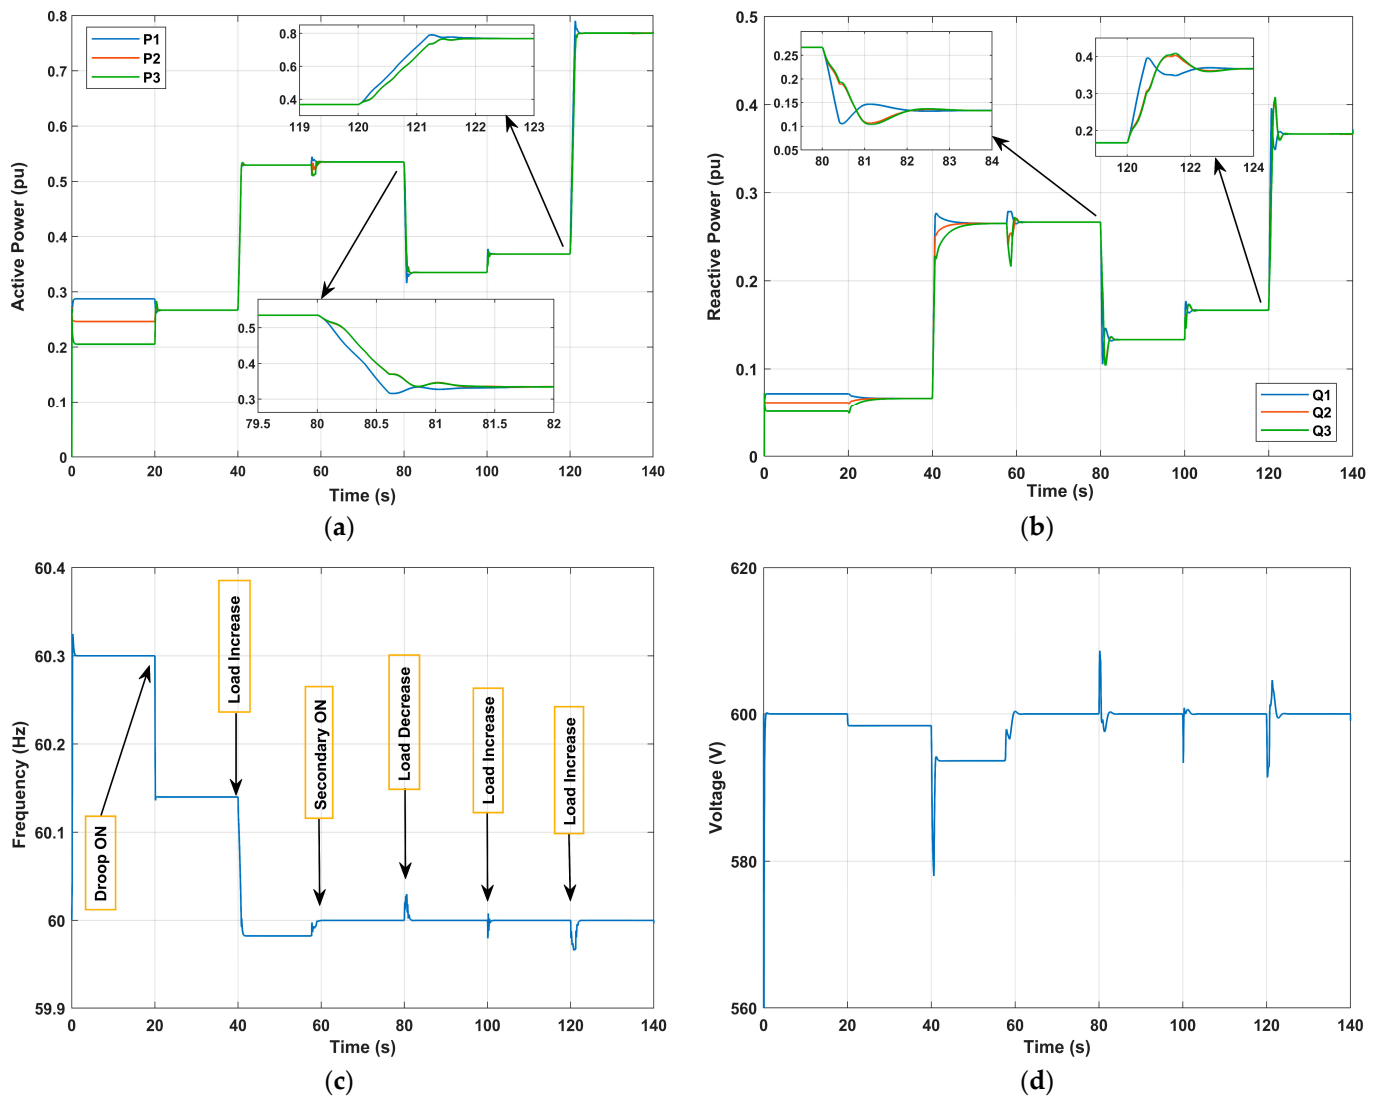 0.8
0.7
0.6
0.5
0.4
0.3
0.2
0.1
0
Active Power (pu)
P1
P2
P3
0.8
0.6
0.4
119 120 121 122 123
0.5
0.4
0.3
79.5 80 80.5 81 81.5 82
0 20 40 60 80 100 120 140
Time (s)
(a)
0.5
0.4
0.3
0.2
0.1
0
Reactive Power (pu)
0.25
0.2
0.15
0.1
0.05
80 81 82 83 84
0.4
0.3
0.2
120 122 124
Q1
Q2
Q3
0 20 40 60 80 100 120 140
Time (s)
(b)
60.4
60.3
60.2
60.1
60
59.9
Frequency (Hz)
Droop ON
Load Increase
Secondary ON
Load Decrease
Load Increase
Load Increase
0 20 40 60 80 100 120 140
Time (s)
(c)
620
600
580
560
Voltage (V)
0 20 40 60 80 100 120 140
Time (s)
(d)